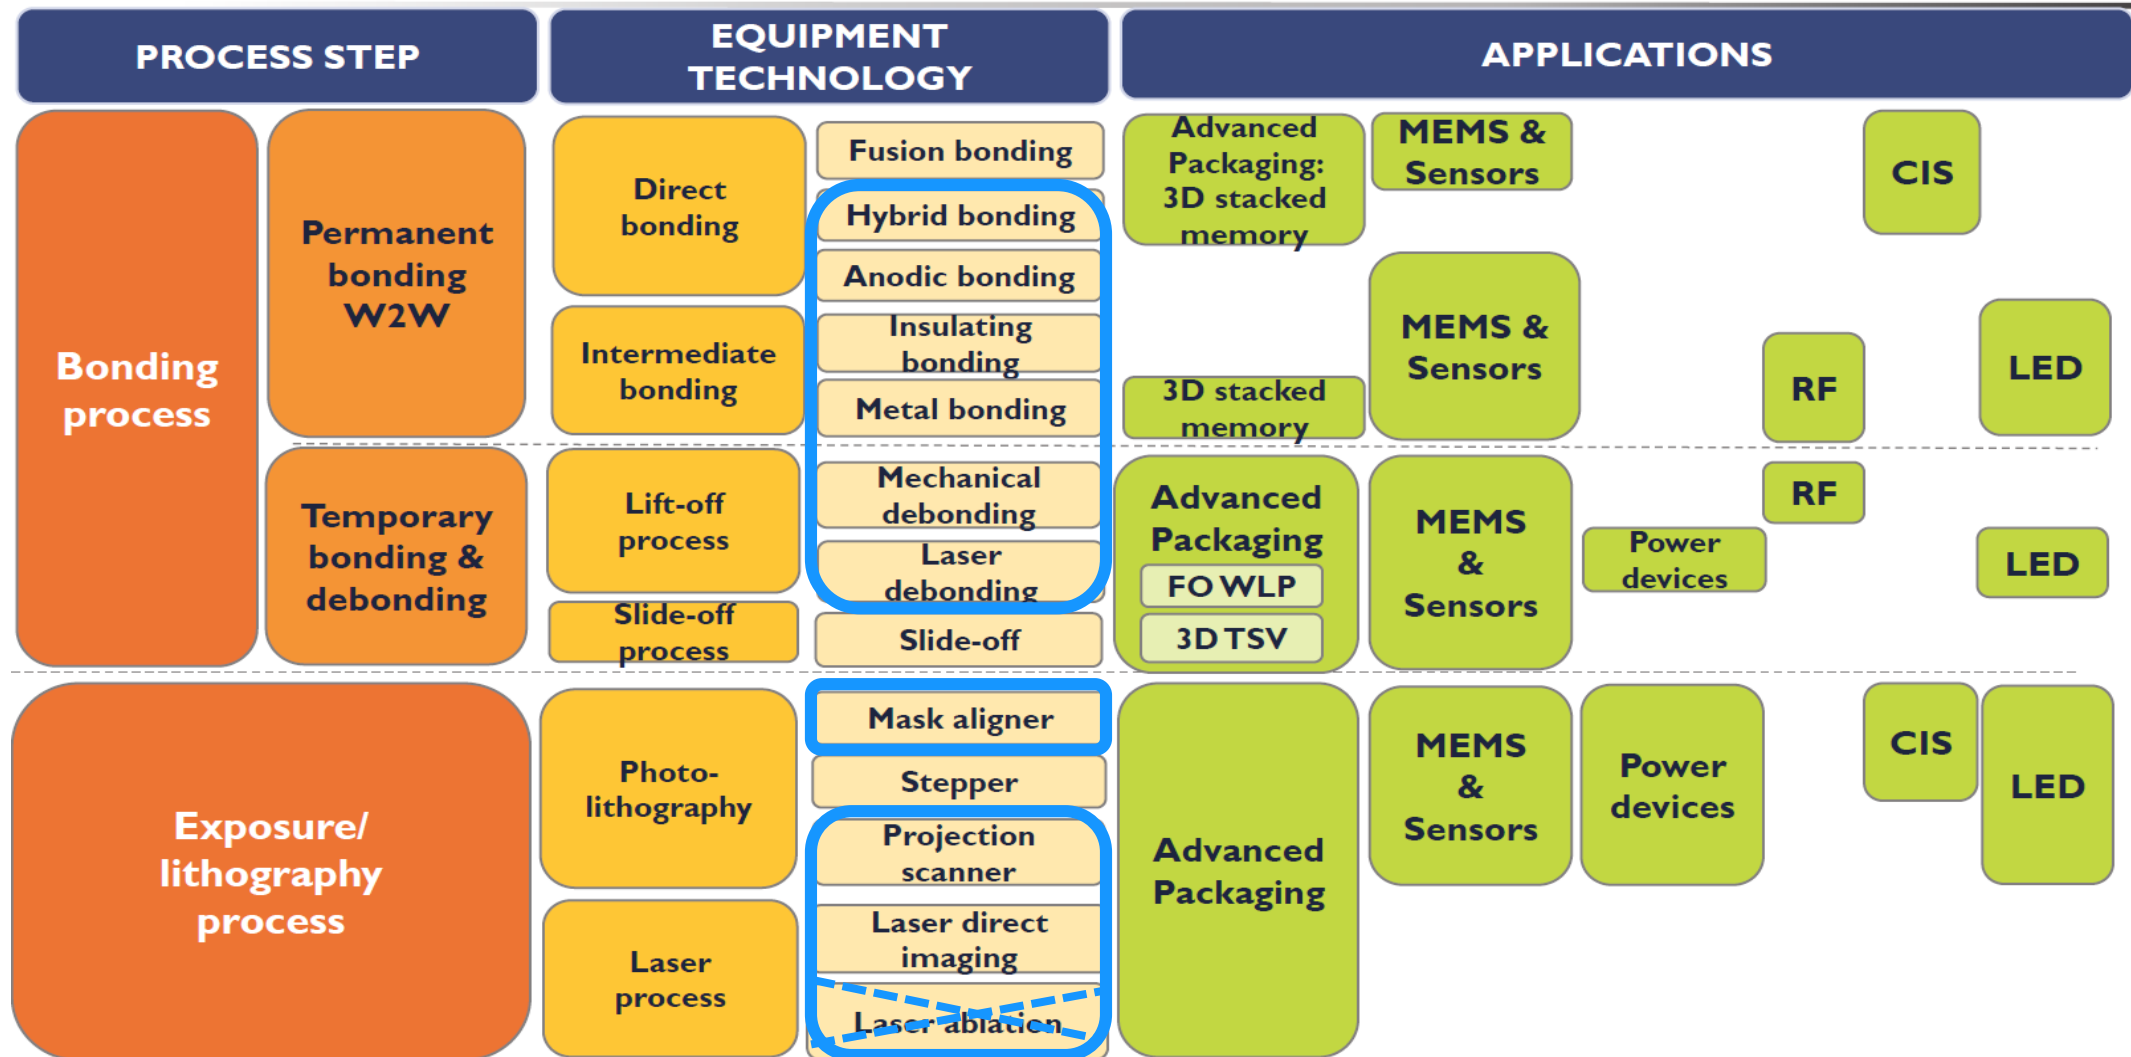 PROCESS STEP
EQUIPMENT
TECHNOLOGY
APPLICATIONS
Bonding
process
Permanent
bonding
W2W
Direct
bonding
Fusion bonding
Hybrid bonding
Anodic bonding
Intermediate
bonding
Insulating
bonding
Metal bonding
Advanced
Packaging:
3D stacked
memory
MEMS &
Sensors
CIS
MEMS &
Sensors
3D stacked
memory
RF
LED
Temporary
bonding &
debonding
Lift-off
process
Mechanical
debonding
Laser
debonding
Slide-off
process
Slide-off
Advanced
Packaging
FO WLP
3D TSV
MEMS
&
Sensors
Power
devices
RF
LED
Exposure/
lithography
process
Photo-
lithography
Mask aligner
Stepper
Projection
scanner
Laser
process
Laser direct
imaging
Laser ablation
Advanced
Packaging
MEMS
&
Sensors
Power
devices
CIS
LED